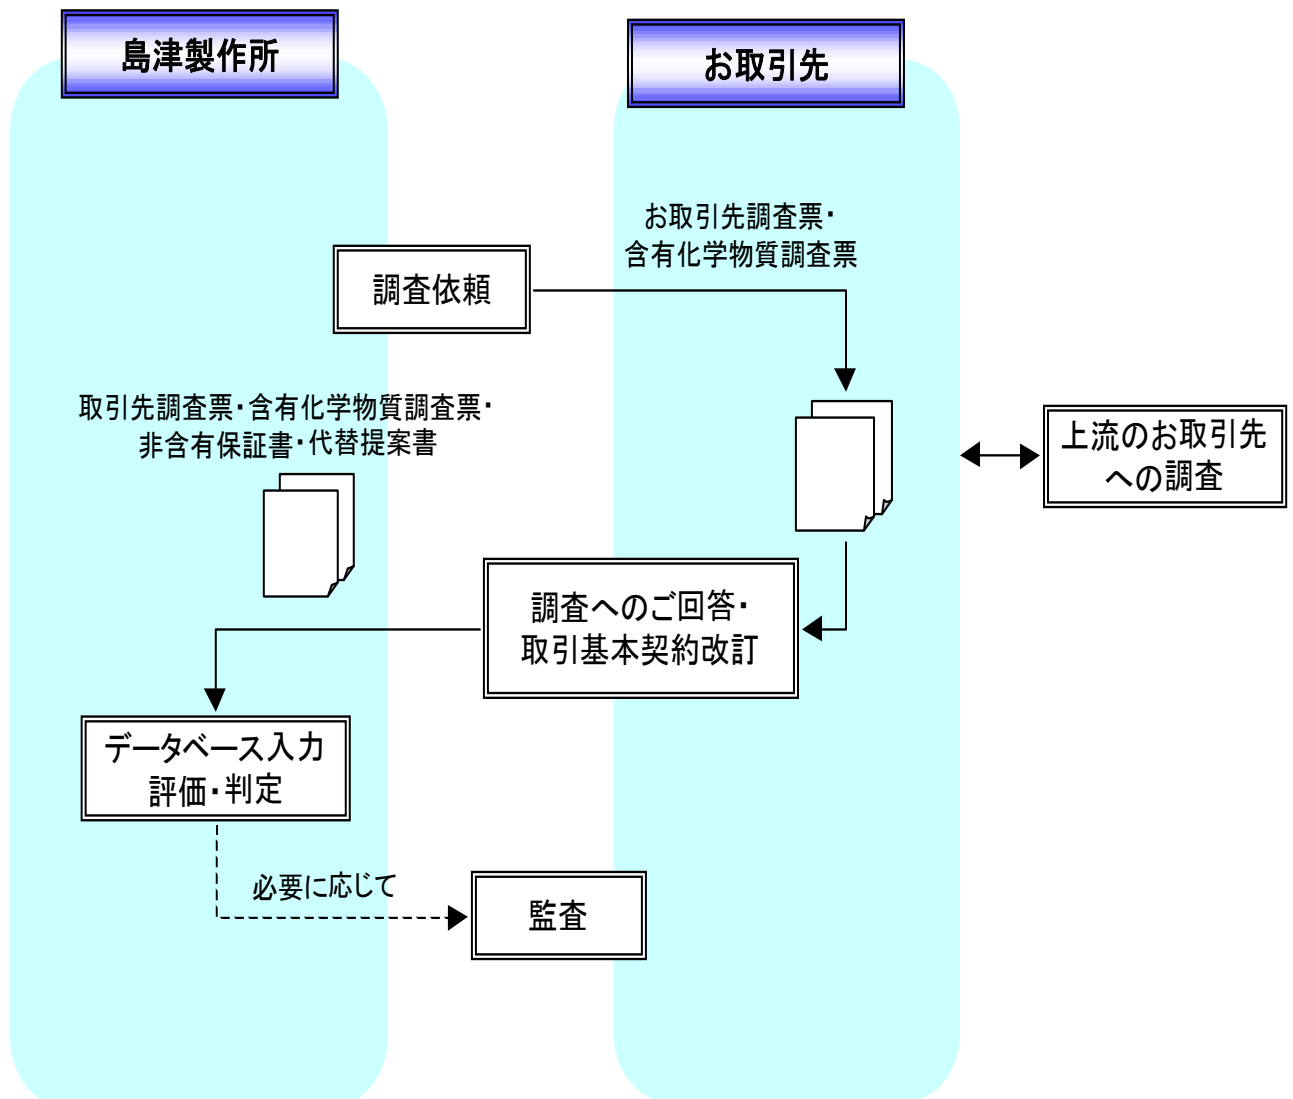 島津製作所
お取引先
お取引先調査票・
含有化学物質調査票
調査依頼
取引先調査票・含有化学物質調査票・
非含有保証書・代替提案書
上流のお取引先
への調査
調査へのご回答・
取引基本契約改訂
データベース入力
評価・判定
必要に応じて
監査